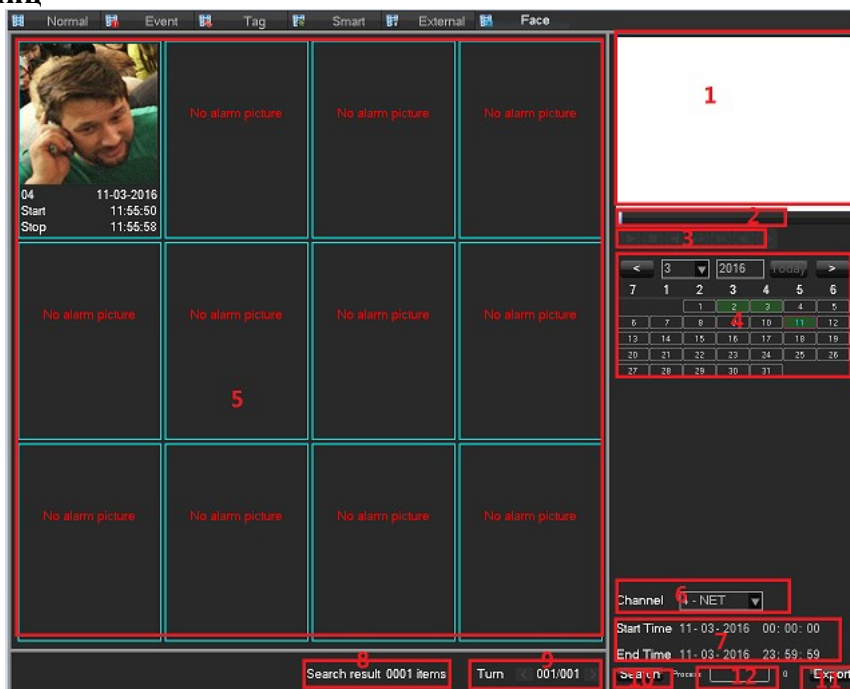 Normal Event Tag Smart External Face
No alarm picture No alarm picture No alarm picture
04 11-03-2016
Start 11:55:50
Stop 11:55:58
No alarm picture No alarm picture No alarm picture No alarm picture
5
No alarm picture No alarm picture No alarm picture No alarm picture
8
Search result 0001 items
9
Turn < 001/001 >
1
2
3
< 3 2016 Today >
7 1 2 3 4 5 6
1 2 3 4 5
6 7 8 9 10 11 12
4
13 14 15 16 17 18 19
20 21 22 23 24 25 26
27 28 29 30 31
6
Channel 4 - NET
Start Time 11-03-2016 00:00:00
7
End Time 11-03-2016 23:59:59
Search Process 0 Export
10 12 11